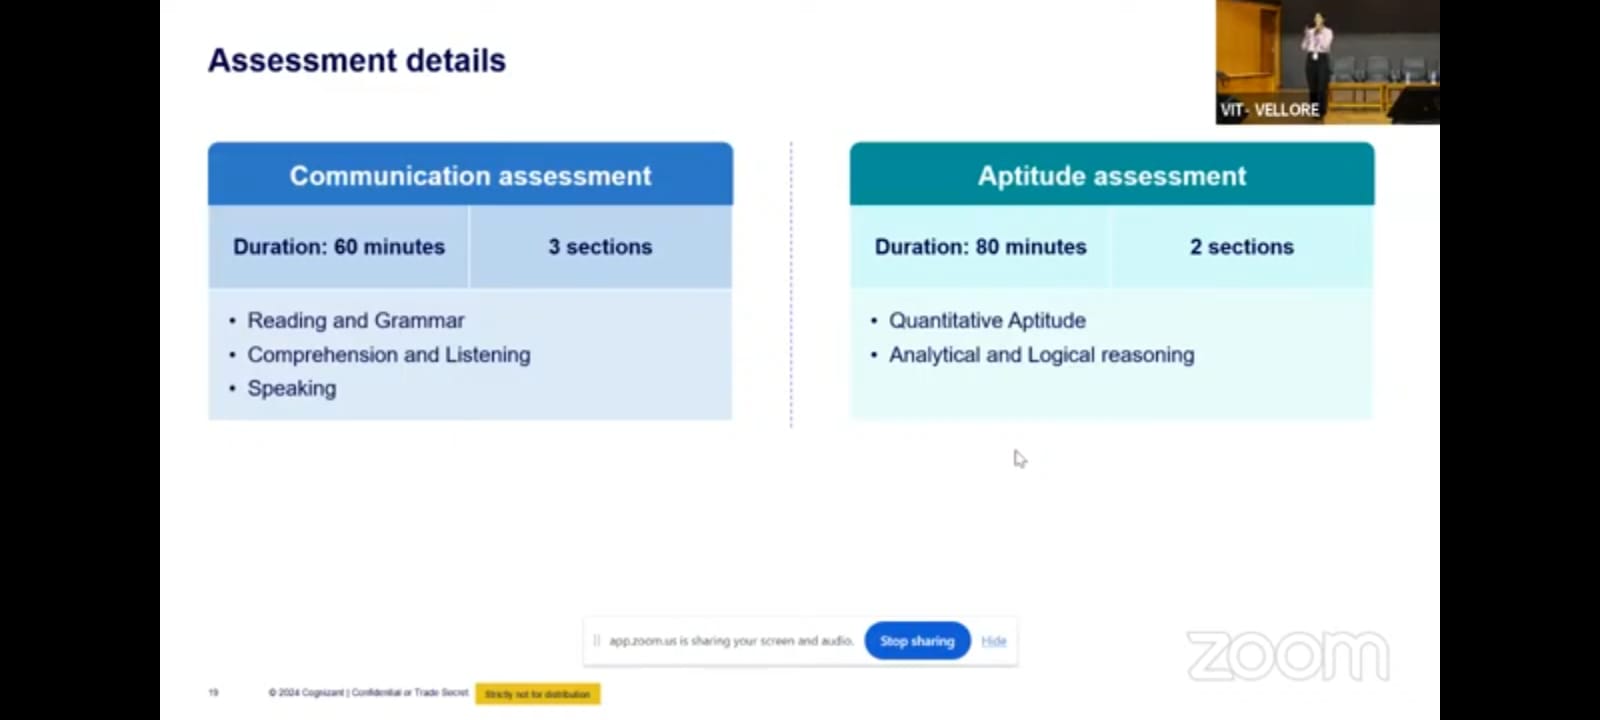 Assessment details
VIT- VELLORE
Communication assessment
Duration: 60 minutes
3 sections
• Reading and Grammar
• Comprehension and Listening
• Speaking
Aptitude assessment
Duration: 80 minutes
2 sections
• Quantitative Aptitude
• Analytical and Logical reasoning
app.zoom.us is sharing your screen and audio.
Stop sharing
Hide
zoom
19
© 2024 Cognizant | Confidential or Trade Secret
Strictly not for distribution